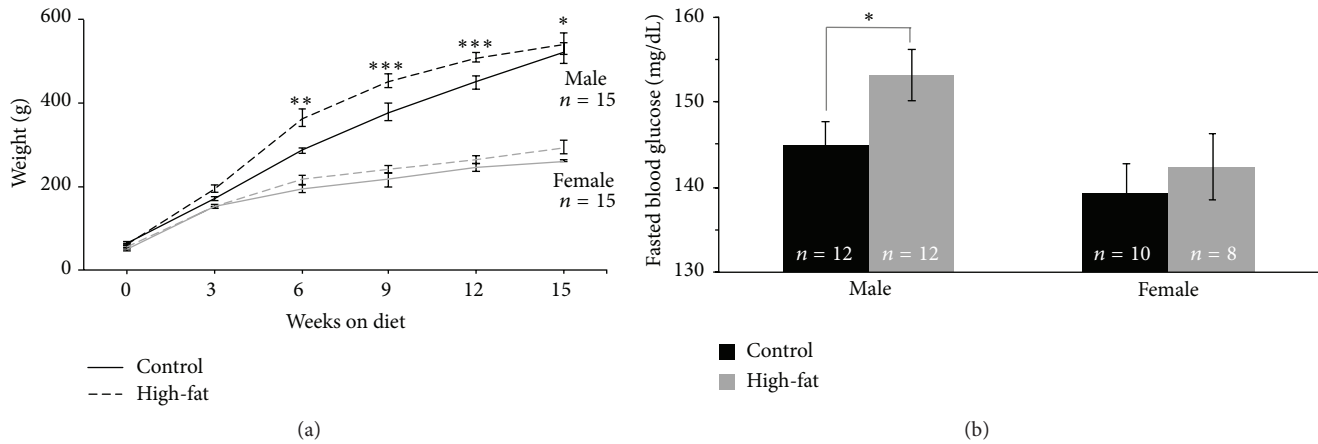 600
400
200
0
Weight (g)
**
***
***
*
Male
n = 15
Female
n = 15
0 3 6 9 12 15
Weeks on diet
Control
High-fat
(a)
160
150
140
130
Fasted blood glucose (mg/dL)
*
n = 12
n = 12
n = 10
n = 8
Male
Female
Control
High-fat
(b)